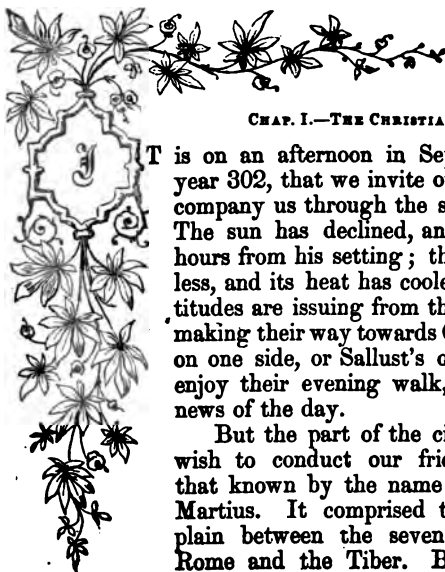 CHAP. I.—THE CHRISTIA
IT is on an afternoon in Se
year 302, that we invite o
company us through the s
The sun has declined, an
hours from his setting; th
less, and its heat has coole
titudes are issuing from th
making their way towards
on one side, or Sallust's o
enjoy their evening walk,
news of the day.
But the part of the ci
wish to conduct our frie
that known by the name
Martius. It comprised t
plain between the seven
Rome and the Tiber. B